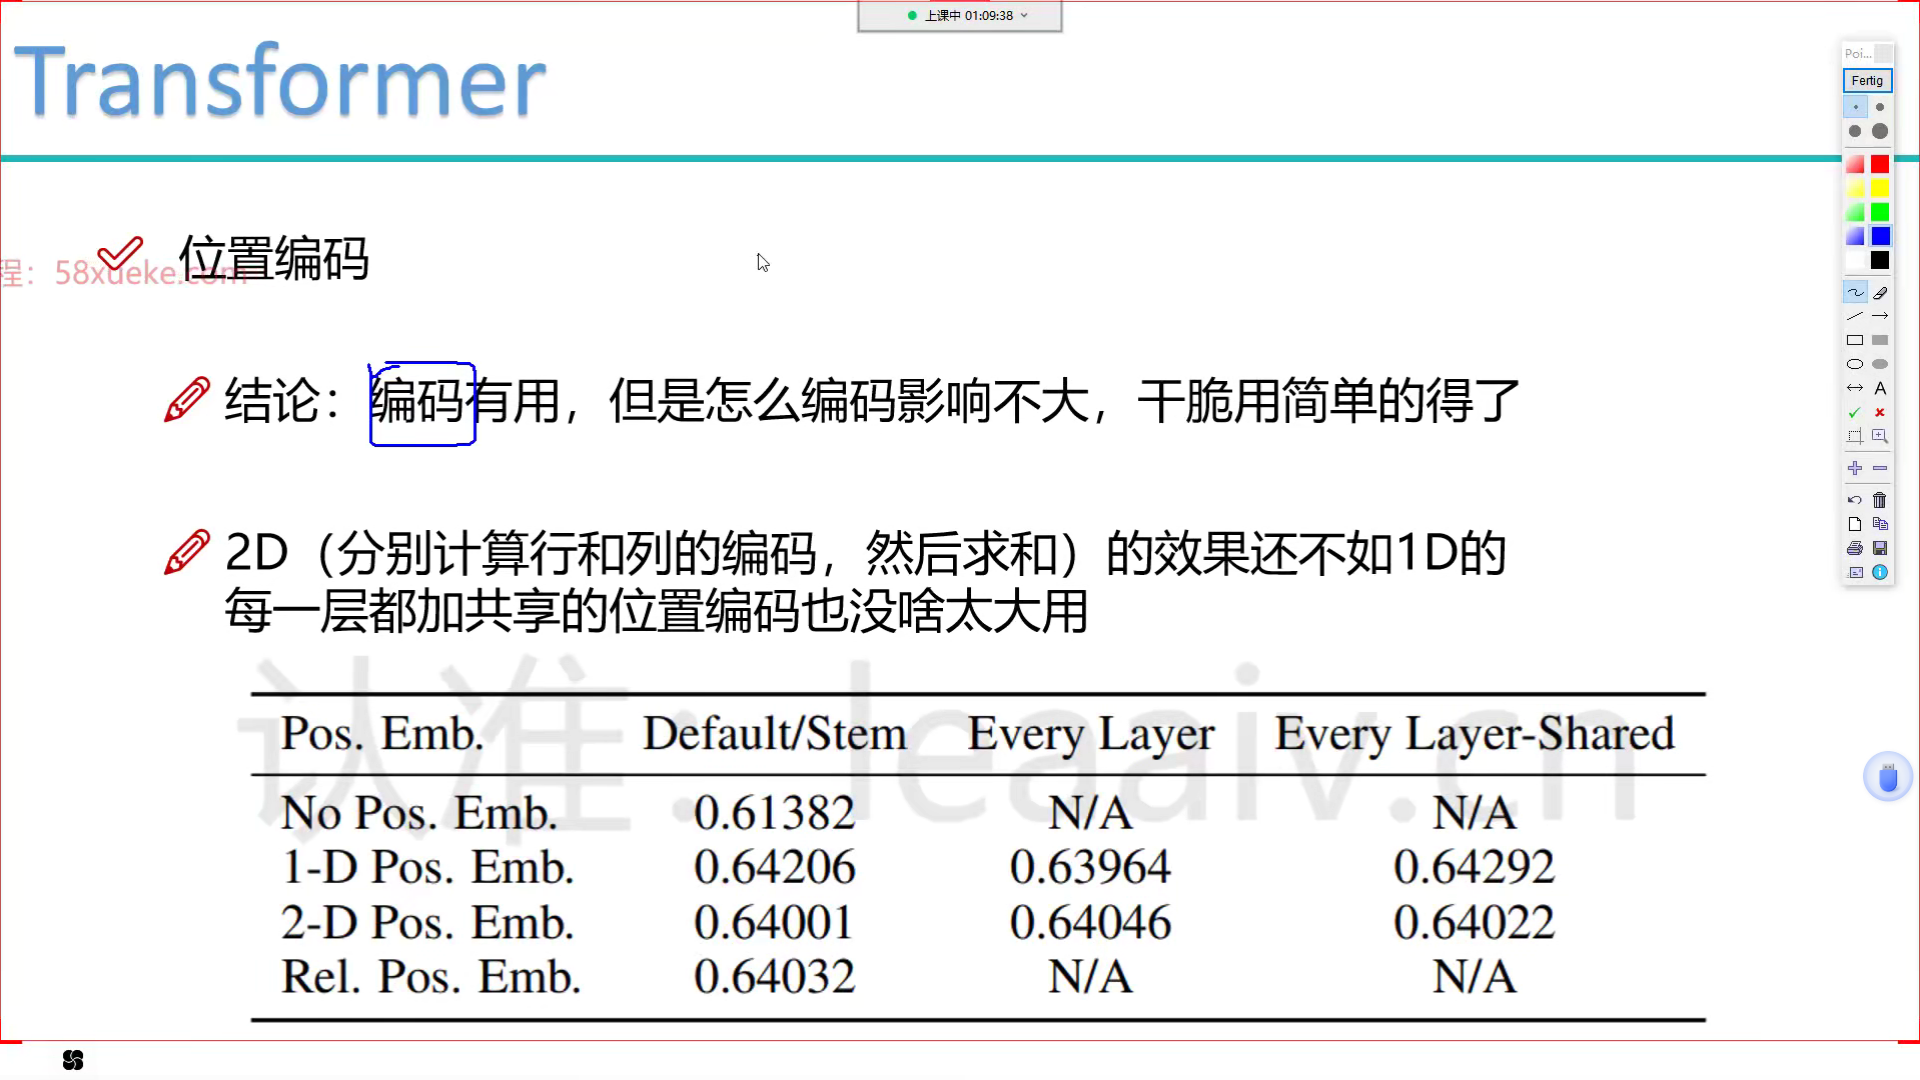 上课中 01:09:38
Transformer
Poi...
Fertig
位置编码
程：58xueke.com
结论：编码有用，但是怎么编码影响不大，干脆用简单的得了
2D（分别计算行和列的编码，然后求和）的效果还不如1D的
每一层都加共享的位置编码也没啥太大用
认准：leaaiv.cn
Pos. Emb. Default/Stem Every Layer Every Layer-Shared
No Pos. Emb. 0.61382 N/A N/A
1-D Pos. Emb. 0.64206 0.63964 0.64292
2-D Pos. Emb. 0.64001 0.64046 0.64022
Rel. Pos. Emb. 0.64032 N/A N/A